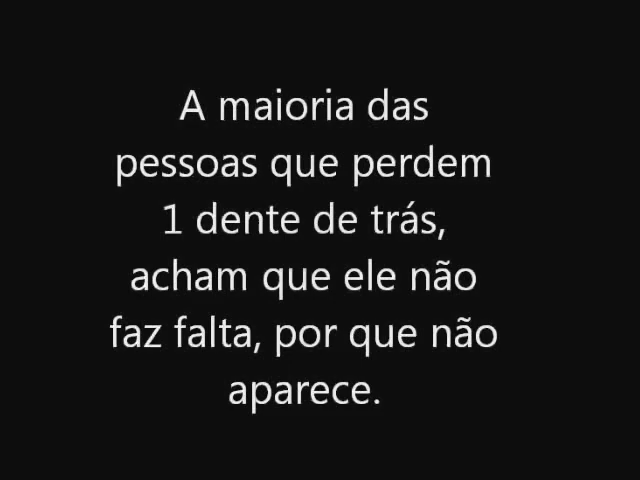 A maioria das
pessoas que perdem
1 dente de trás,
acham que ele não
faz falta, por que não
aparece.